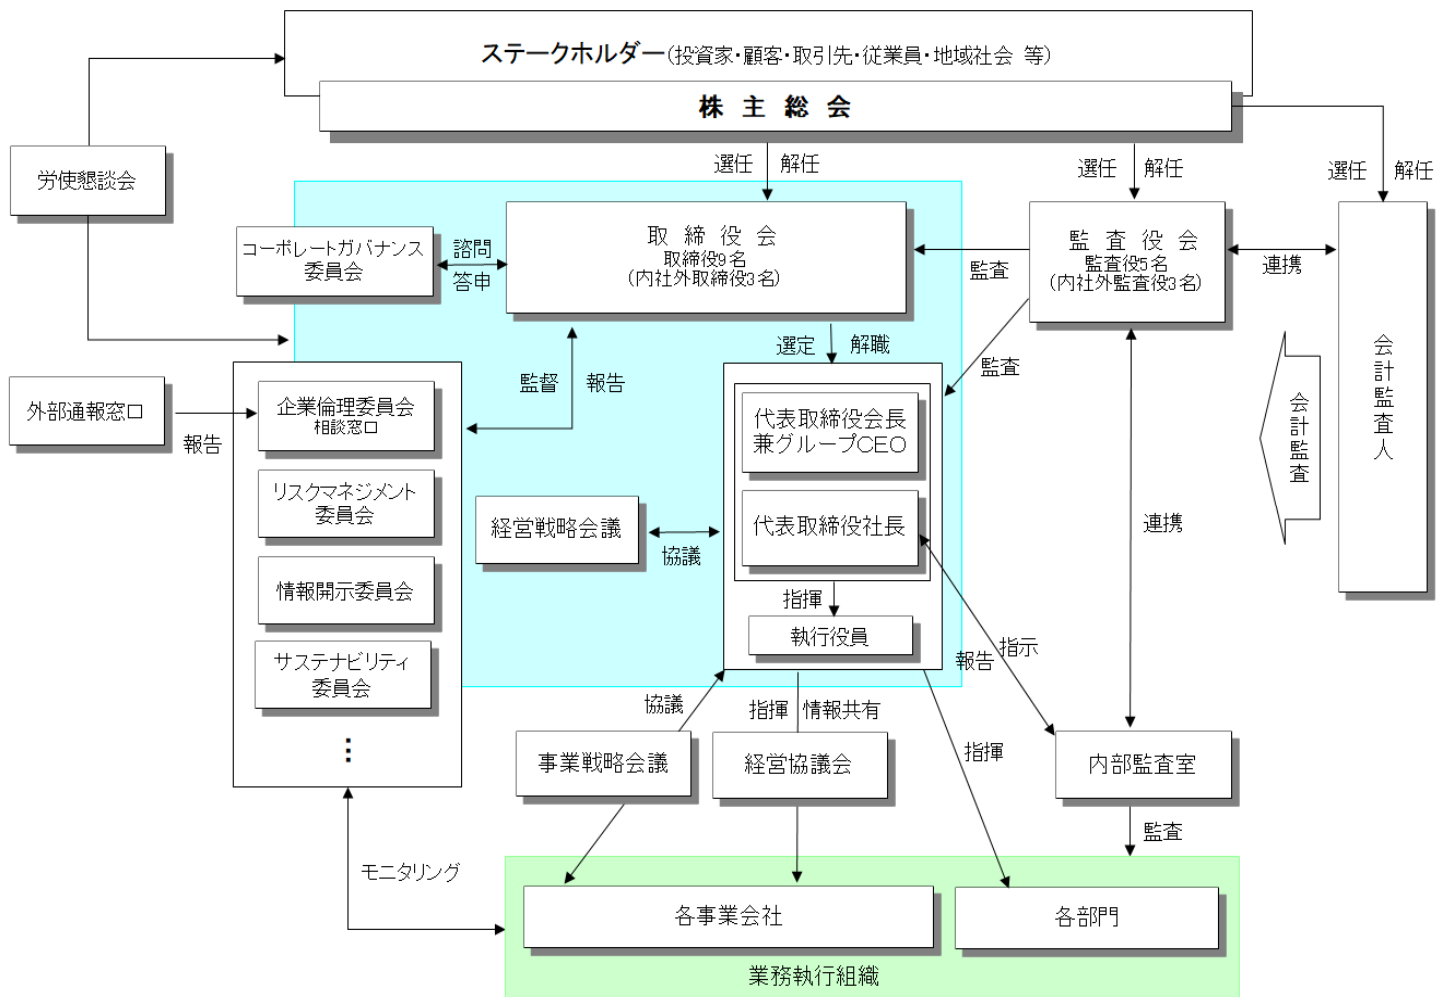 ステークホルダー(投資家・顧客・取引先・従業員・地域社会 等)
株 主 総 会
労使懇談会
選任 解任
選任 解任
選任 解任
コーポレートガバナンス
委員会
諮問
答申
取 締 役 会
取締役9名
(内社外取締役3名)
監査
監 査 役 会
監査役5名
(内社外監査役3名)
連携
会計監査人
選定 解職
監督 報告
監査
会計監査
外部通報窓口
報告
企業倫理委員会
相談窓口
リスクマネジメント
委員会
情報開示委員会
サステナビリティ
委員会
⋮
経営戦略会議
協議
代表取締役会長
兼グループCEO
代表取締役社長
指揮
執行役員
連携
報告 指示
協議
指揮 情報共有
指揮
事業戦略会議
経営協議会
内部監査室
監査
モニタリング
各事業会社
各部門
業務執行組織